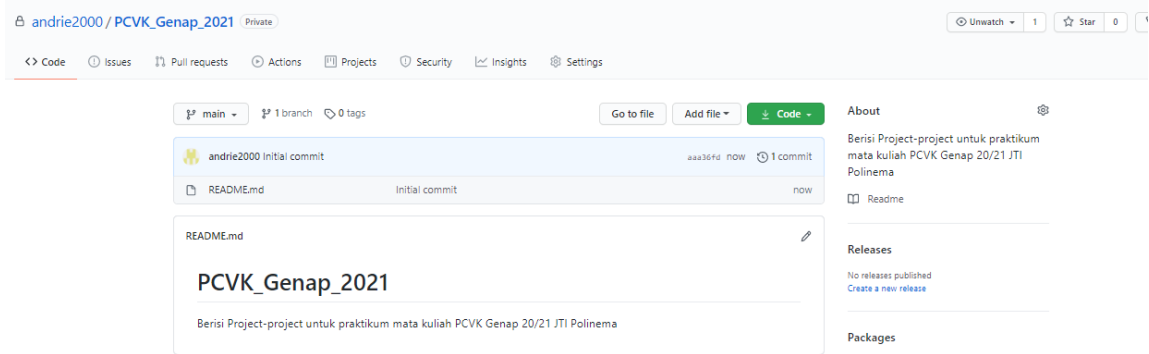 andrie2000 / PCVK_Genap_2021 Private
Unwatch 1 Star 0
Code Issues Pull requests Actions Projects Security Insights Settings
main 1 branch 0 tags Go to file Add file Code
andrie2000 Initial commit aaa36fd now 1 commit
README.md Initial commit now
README.md
PCVK_Genap_2021
Berisi Project-project untuk praktikum mata kuliah PCVK Genap 20/21 JTI Polinema
About
Berisi Project-project untuk praktikum
mata kuliah PCVK Genap 20/21 JTI
Polinema
Readme
Releases
No releases published
Create a new release
Packages